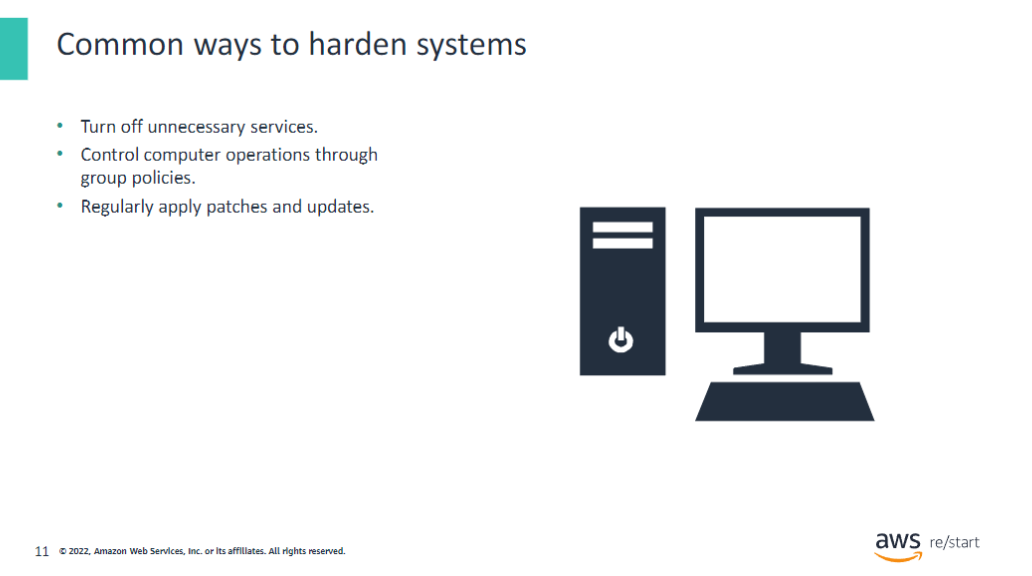 Common ways to harden systems
• Turn off unnecessary services.
• Control computer operations through
group policies.
• Regularly apply patches and updates.
11 © 2022, Amazon Web Services, Inc. or its affiliates. All rights reserved.
aws re/start